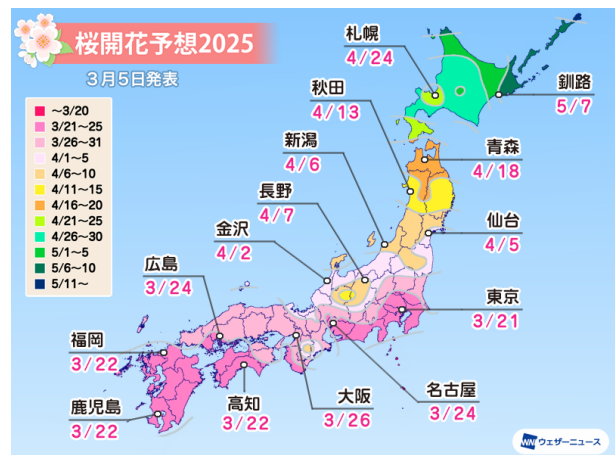 桜開花予想2025
３月５日発表
～3/20
3/21～25
3/26～31
4/1～5
4/6～10
4/11～15
4/16～20
4/21～25
4/26～30
5/1～5
5/6～10
5/11～
札幌
4/24
釧路
5/7
秋田
4/13
新潟
4/6
青森
4/18
長野
4/7
仙台
4/5
金沢
4/2
広島
3/24
東京
3/21
福岡
3/22
名古屋
3/24
大阪
3/26
高知
3/22
鹿児島
3/22
WN ウェザーニュース